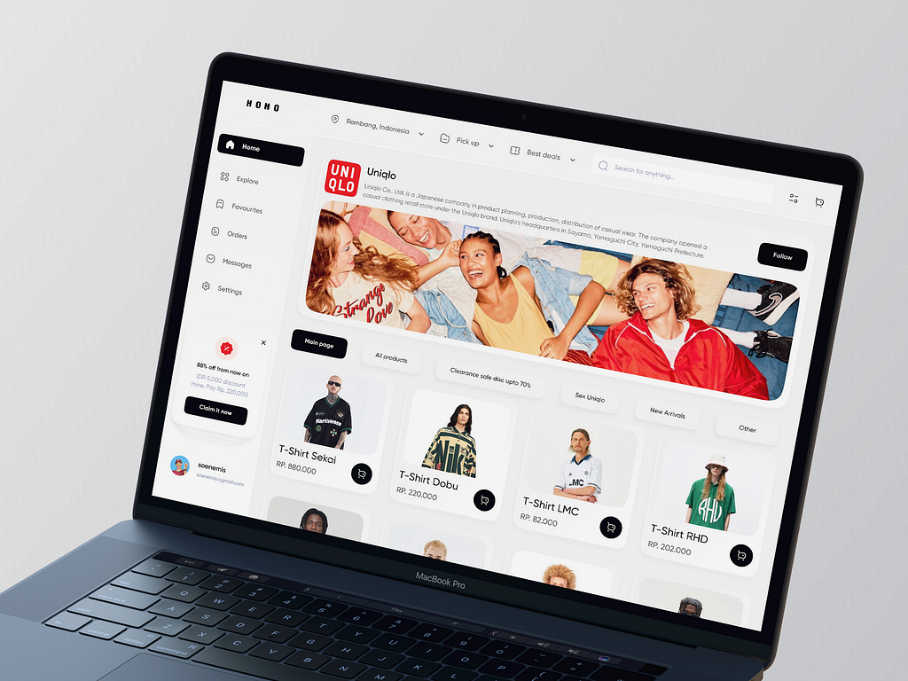 HOMO
Rembang, Indonesia
Pick up
Best deals
Search for anything...
Home
Explore
Favourites
Orders
Messages
Settings
UNI
QLO
Uniqlo
Uniqlo Co., Ltd. is a Japanese company in product planning, production, distribution of casual wear. The company opened a
casual clothing retail store under the Uniqlo brand. Uniqlo's headquarters in Sayama, Yamaguchi City, Yamaguchi Prefecture.
Follow
Strange
Love
Main page
All products
Clearance sale disc upto 70%
Sex Uniqlo
New Arrivals
Other
88% off from now on
IDR 5,000 discount
mine. Pay Rp. 220,000
Claim it now
soenemis
T-Shirt Sekai
RP. 880.000
T-Shirt Dobu
RP. 220.000
LMC
T-Shirt LMC
RP. 82.000
RHU
T-Shirt RHD
RP. 202.000
MacBook Pro